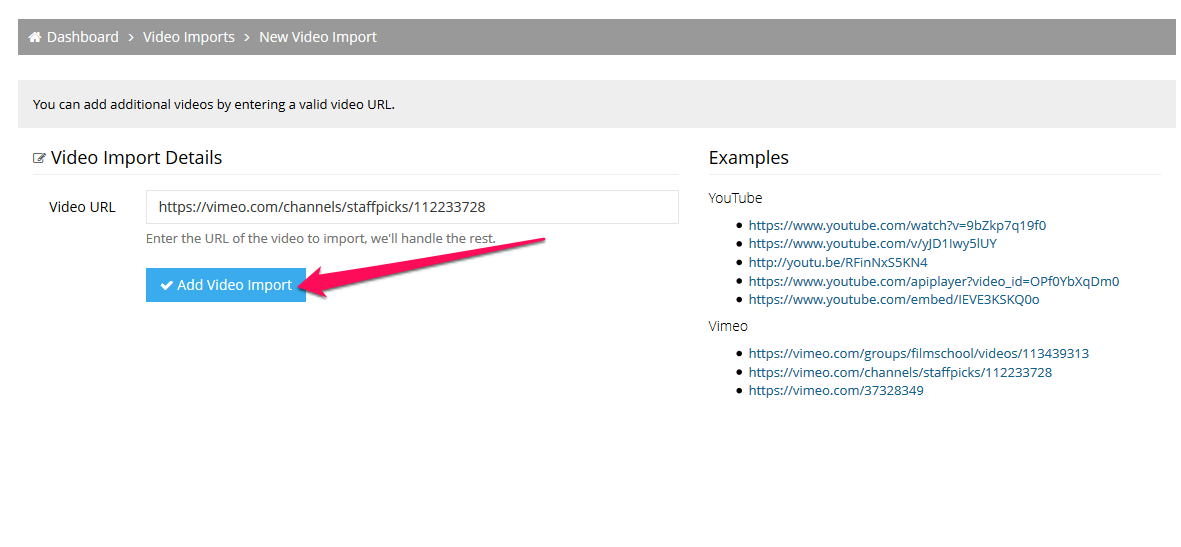 Dashboard > Video Imports > New Video Import
You can add additional videos by entering a valid video URL.
Video Import Details
Video URL
https://vimeo.com/channels/staffpicks/112233728
Enter the URL of the video to import, we'll handle the rest.
Add Video Import
Examples
YouTube
https://www.youtube.com/watch?v=9bZkp7q19f0
https://www.youtube.com/v/yJD1Iwy5lUY
http://youtu.be/RFinNxS5KN4
https://www.youtube.com/apiplayer?video_id=OPf0YbXqDm0
https://www.youtube.com/embed/IEVE3KSKQ0o
Vimeo
https://vimeo.com/groups/filmschool/videos/113439313
https://vimeo.com/channels/staffpicks/112233728
https://vimeo.com/37328349